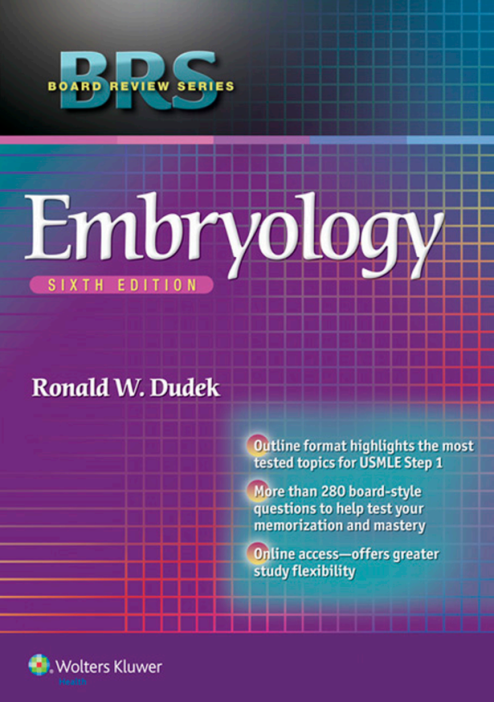 BRS
BOARD REVIEW SERIES
Embryology
SIXTH EDITION
Ronald W. Dudek
Outline format highlights the most
tested topics for USMLE Step 1
More than 280 board-style
questions to help test your
memorization and mastery
Online access—offers greater
study flexibility
Wolters Kluwer
Health